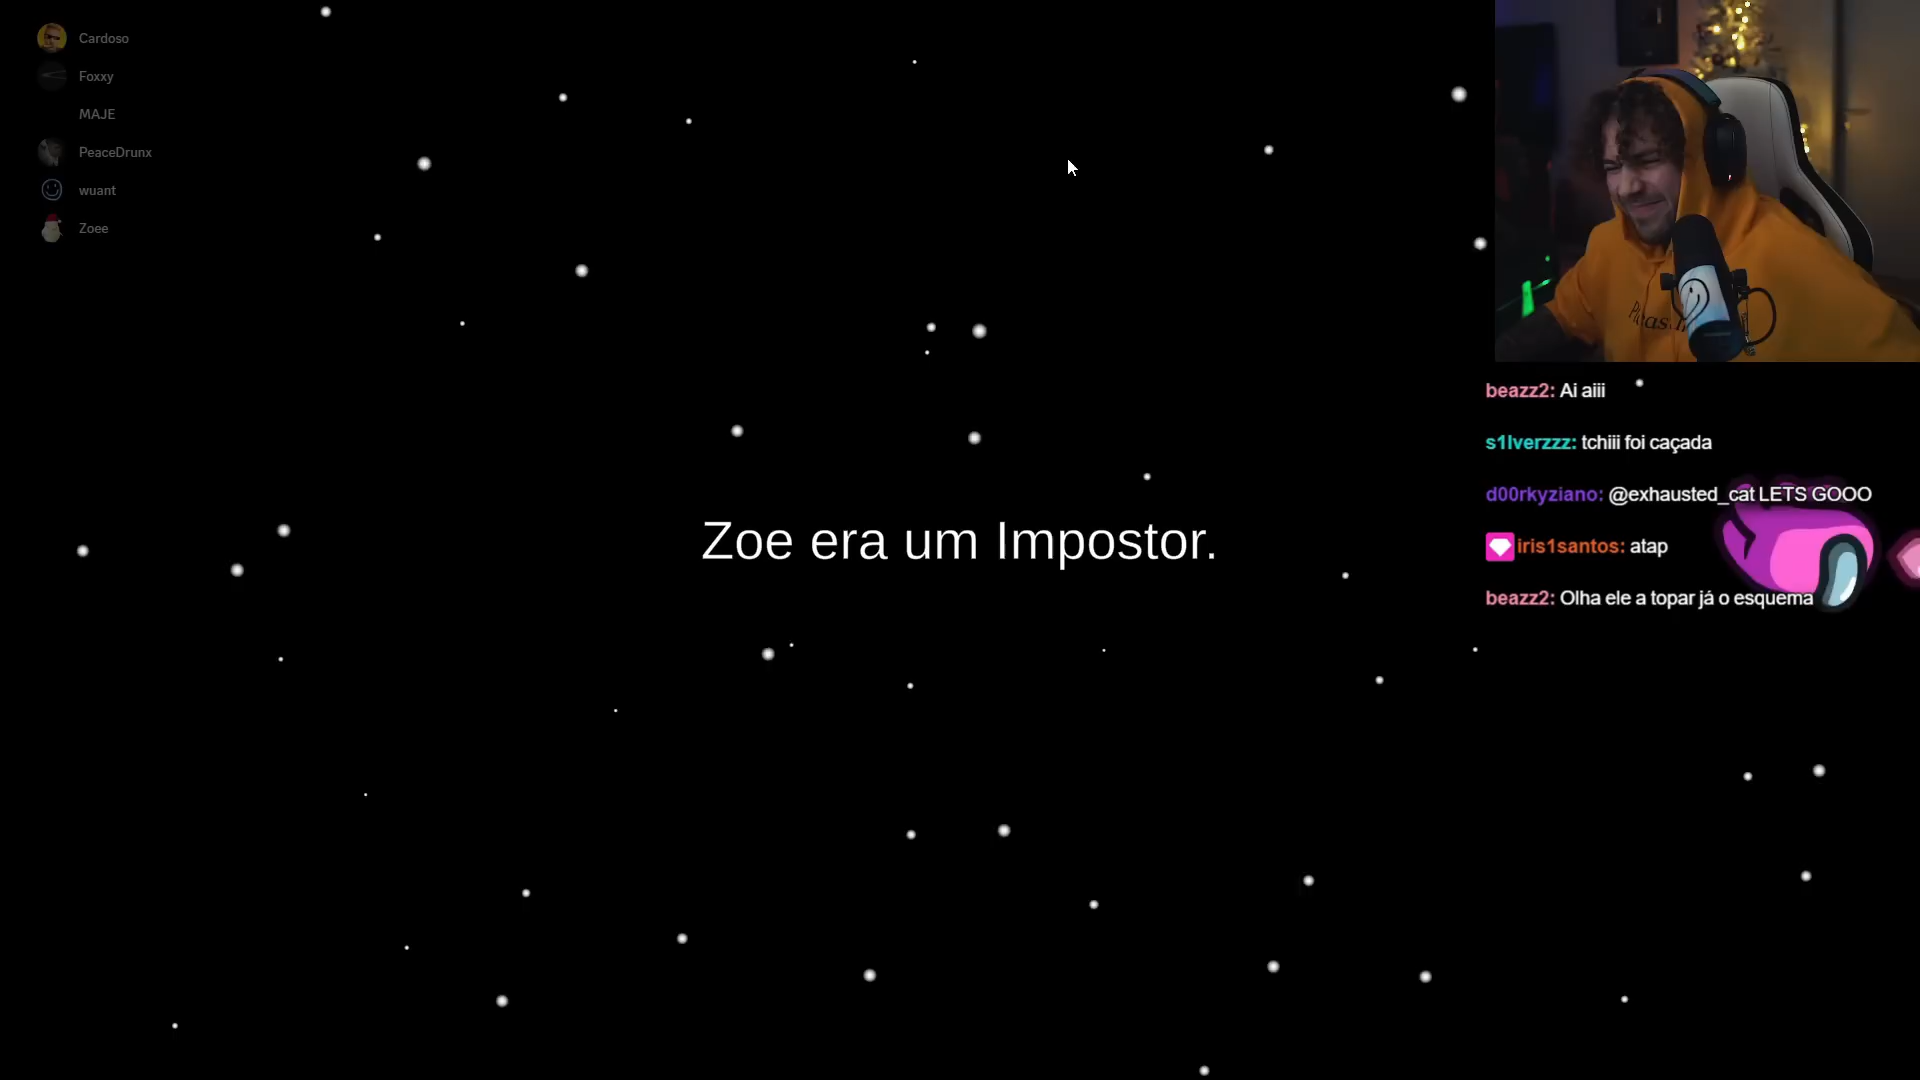 Cardoso
Foxxy
MAJE
PeaceDrunx
wuant
Zoee
Zoe era um Impostor.
beazz2: Ai aiii
s1lverzzz: tchiii foi caçada
d00rkyziano: @exhausted_cat LETS GOOO
iris1santos: atap
beazz2: Olha ele a topar já o esquema